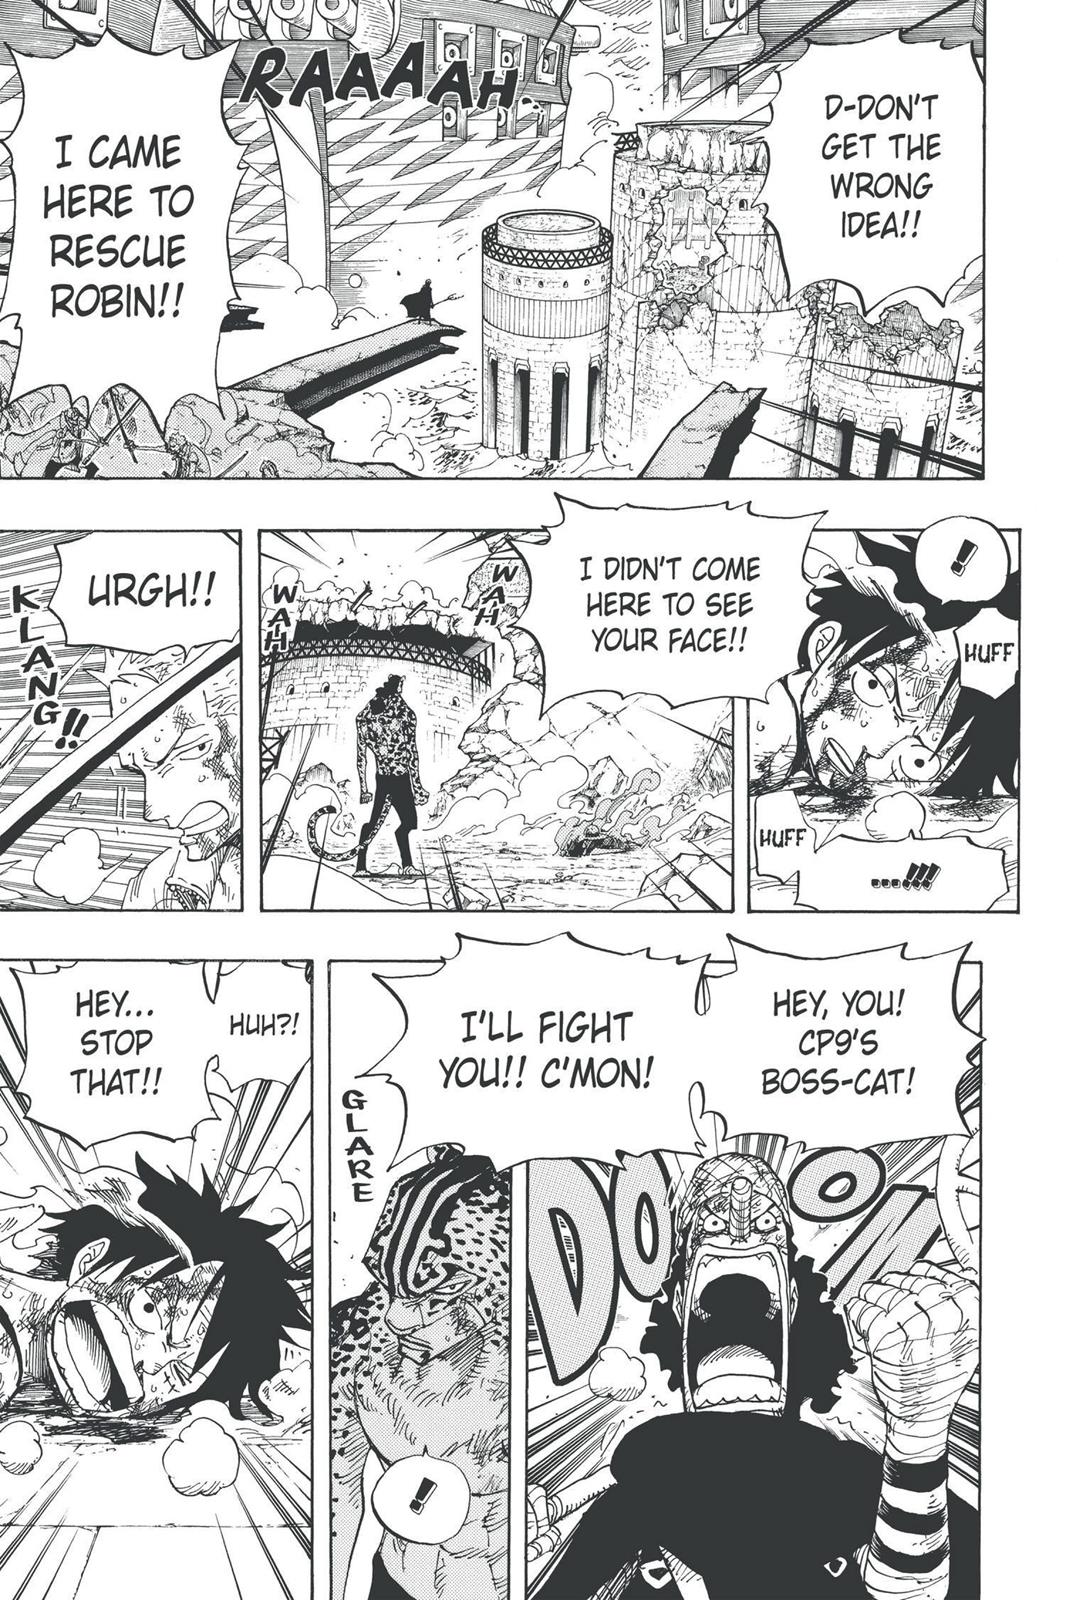 D-DON'T
GET THE
WRONG
IDEA!!
RAAAAH
I CAME
HERE TO
RESCUE
ROBIN!!
!
HUFF
HUFF
....!!!
I DIDN'T COME
HERE TO SEE
YOUR FACE!!
WAH
WAH
URGH!!
KLANG!!
HEY, YOU!
CP9'S
BOSS-CAT!
I'LL FIGHT
YOU!! C'MON!
DOOOM
GLARE
!
HUH?!
HEY...
STOP
THAT!!